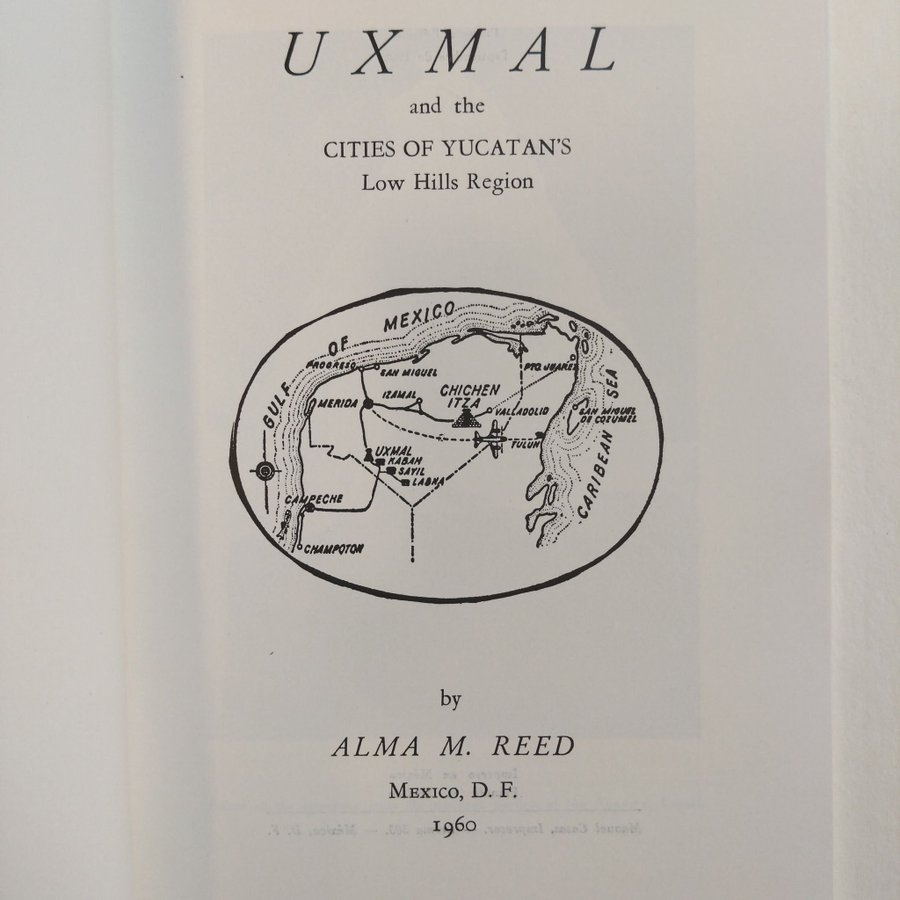 UXMAL
and the
CITIES OF YUCATAN'S
Low Hills Region
GULF OF MEXICO
PROGRESO
SAN MIGUEL
PTO. JUAREZ
CHICHEN
ITZA
IZAMAL
MERIDA
VALLADOLID
SAN MIGUEL
DE COZUMEL
TULUM
CARIBBEAN SEA
UXMAL
KABAH
SAYIL
LABNA
CAMPECHE
CHAMPOTON
by
ALMA M. REED
MEXICO, D. F.
1960